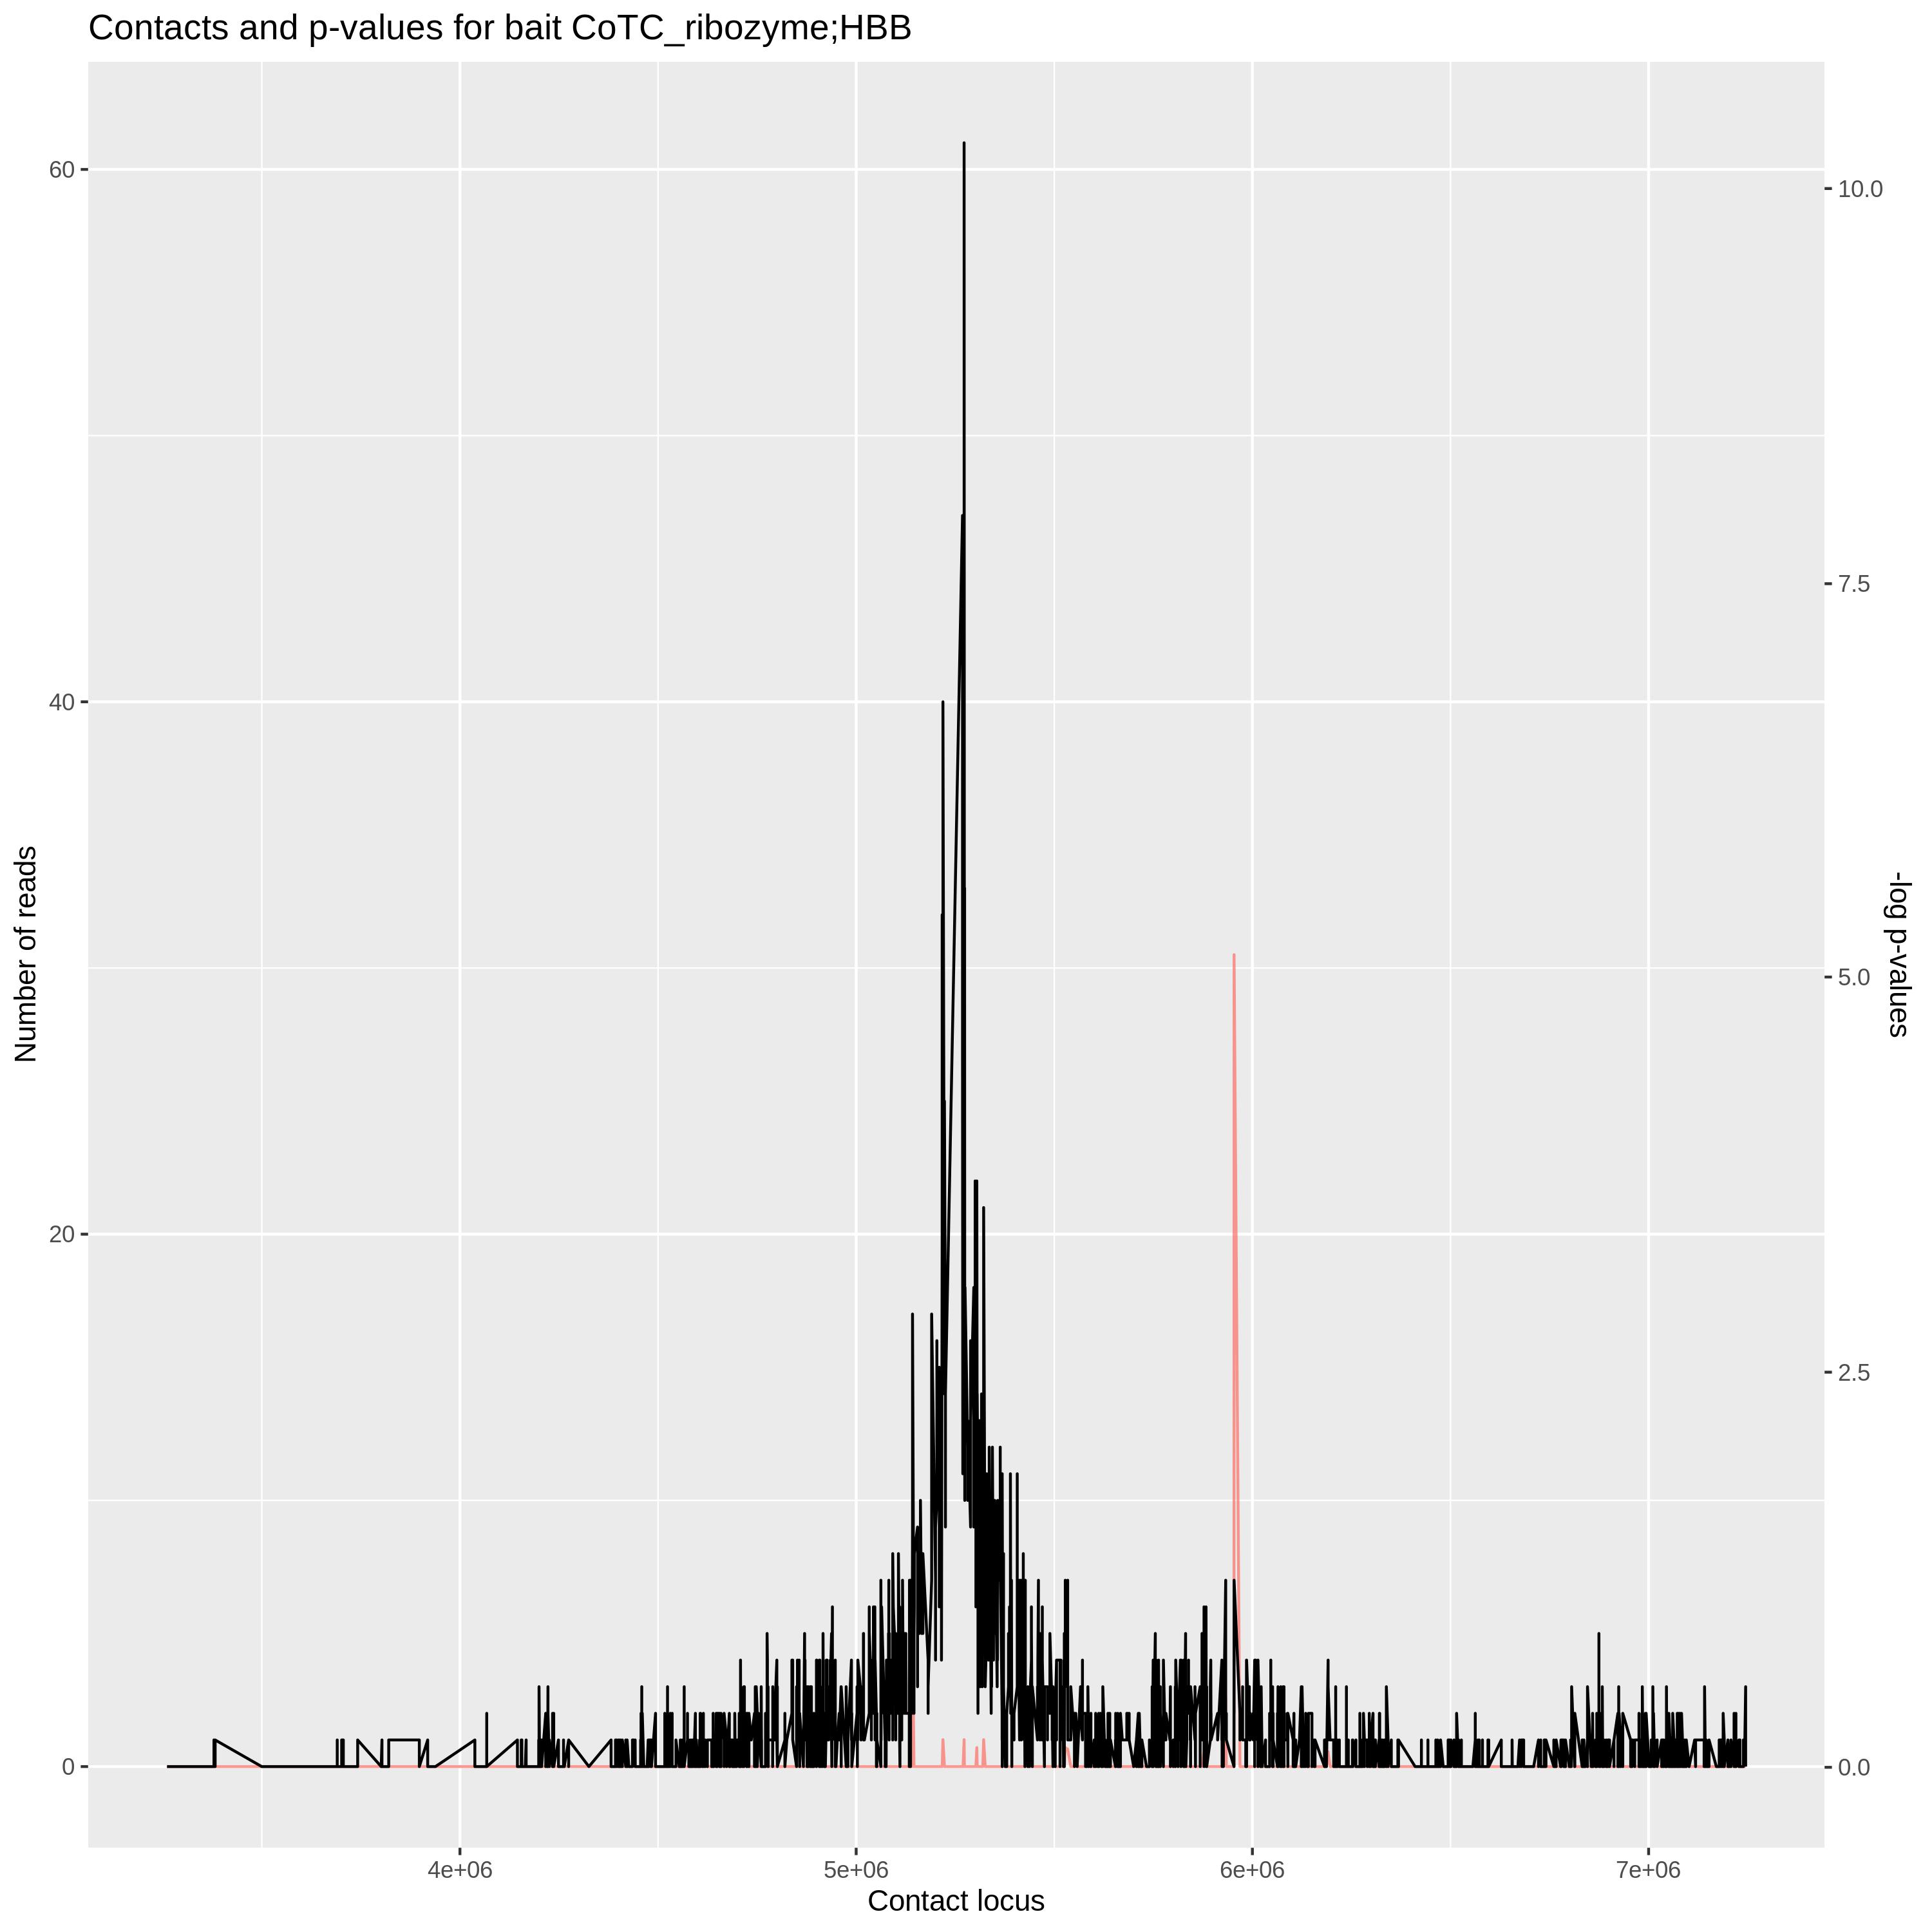 Contacts and p-values for bait CoTC_ribozyme;HBB
60
40
20
0
Number of reads
10.0
7.5
5.0
2.5
0.0
-log p-values
4e+06
5e+06
6e+06
7e+06
Contact locus